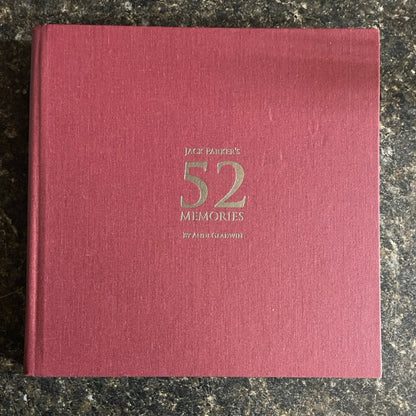 JACK PARKER'S
52
MEMORIES
BY ANDI GLADWIN